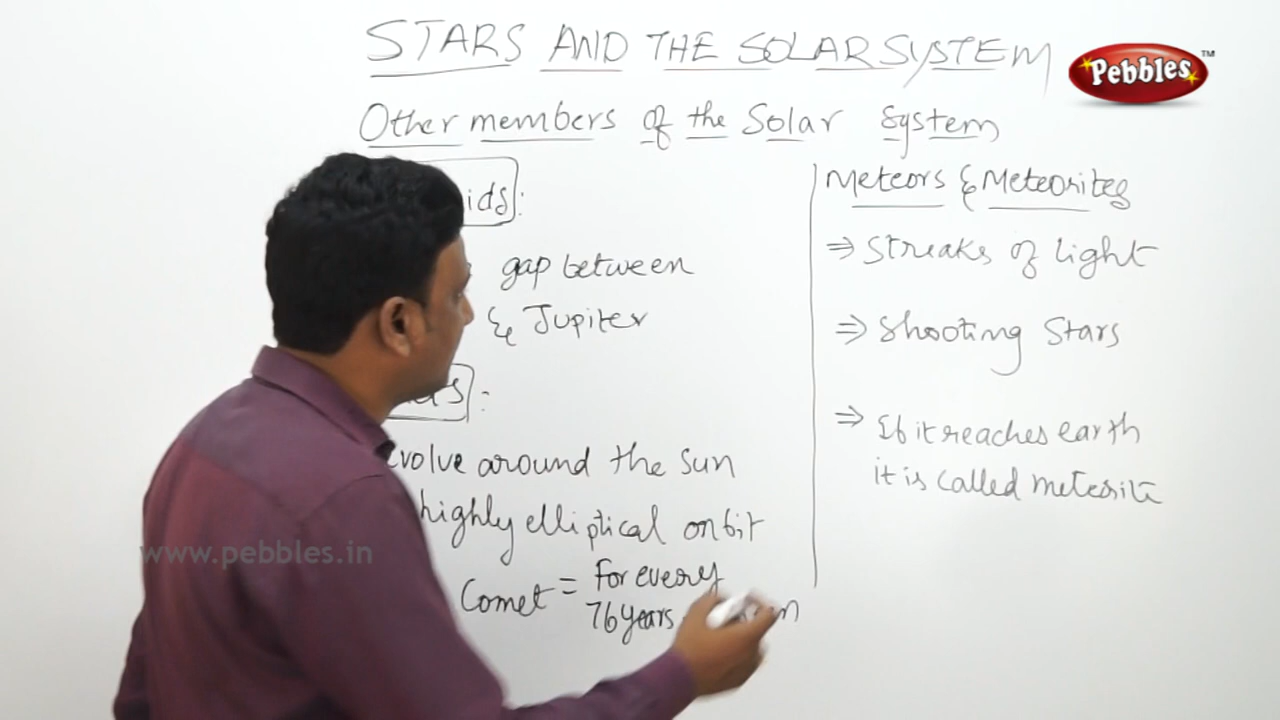 STARS AND THE SOLAR SYSTEM
Pebbles™
Other members of the Solar System
ids:
gap between
& Jupiter
s:
evolve around the sun
highly elliptical orbit
Comet = for every
76 years
Meteors & Meteorites
⇒ Streaks of light
⇒ Shooting Stars
⇒ If it reaches earth
it is called meteorite
www.pebbles.in